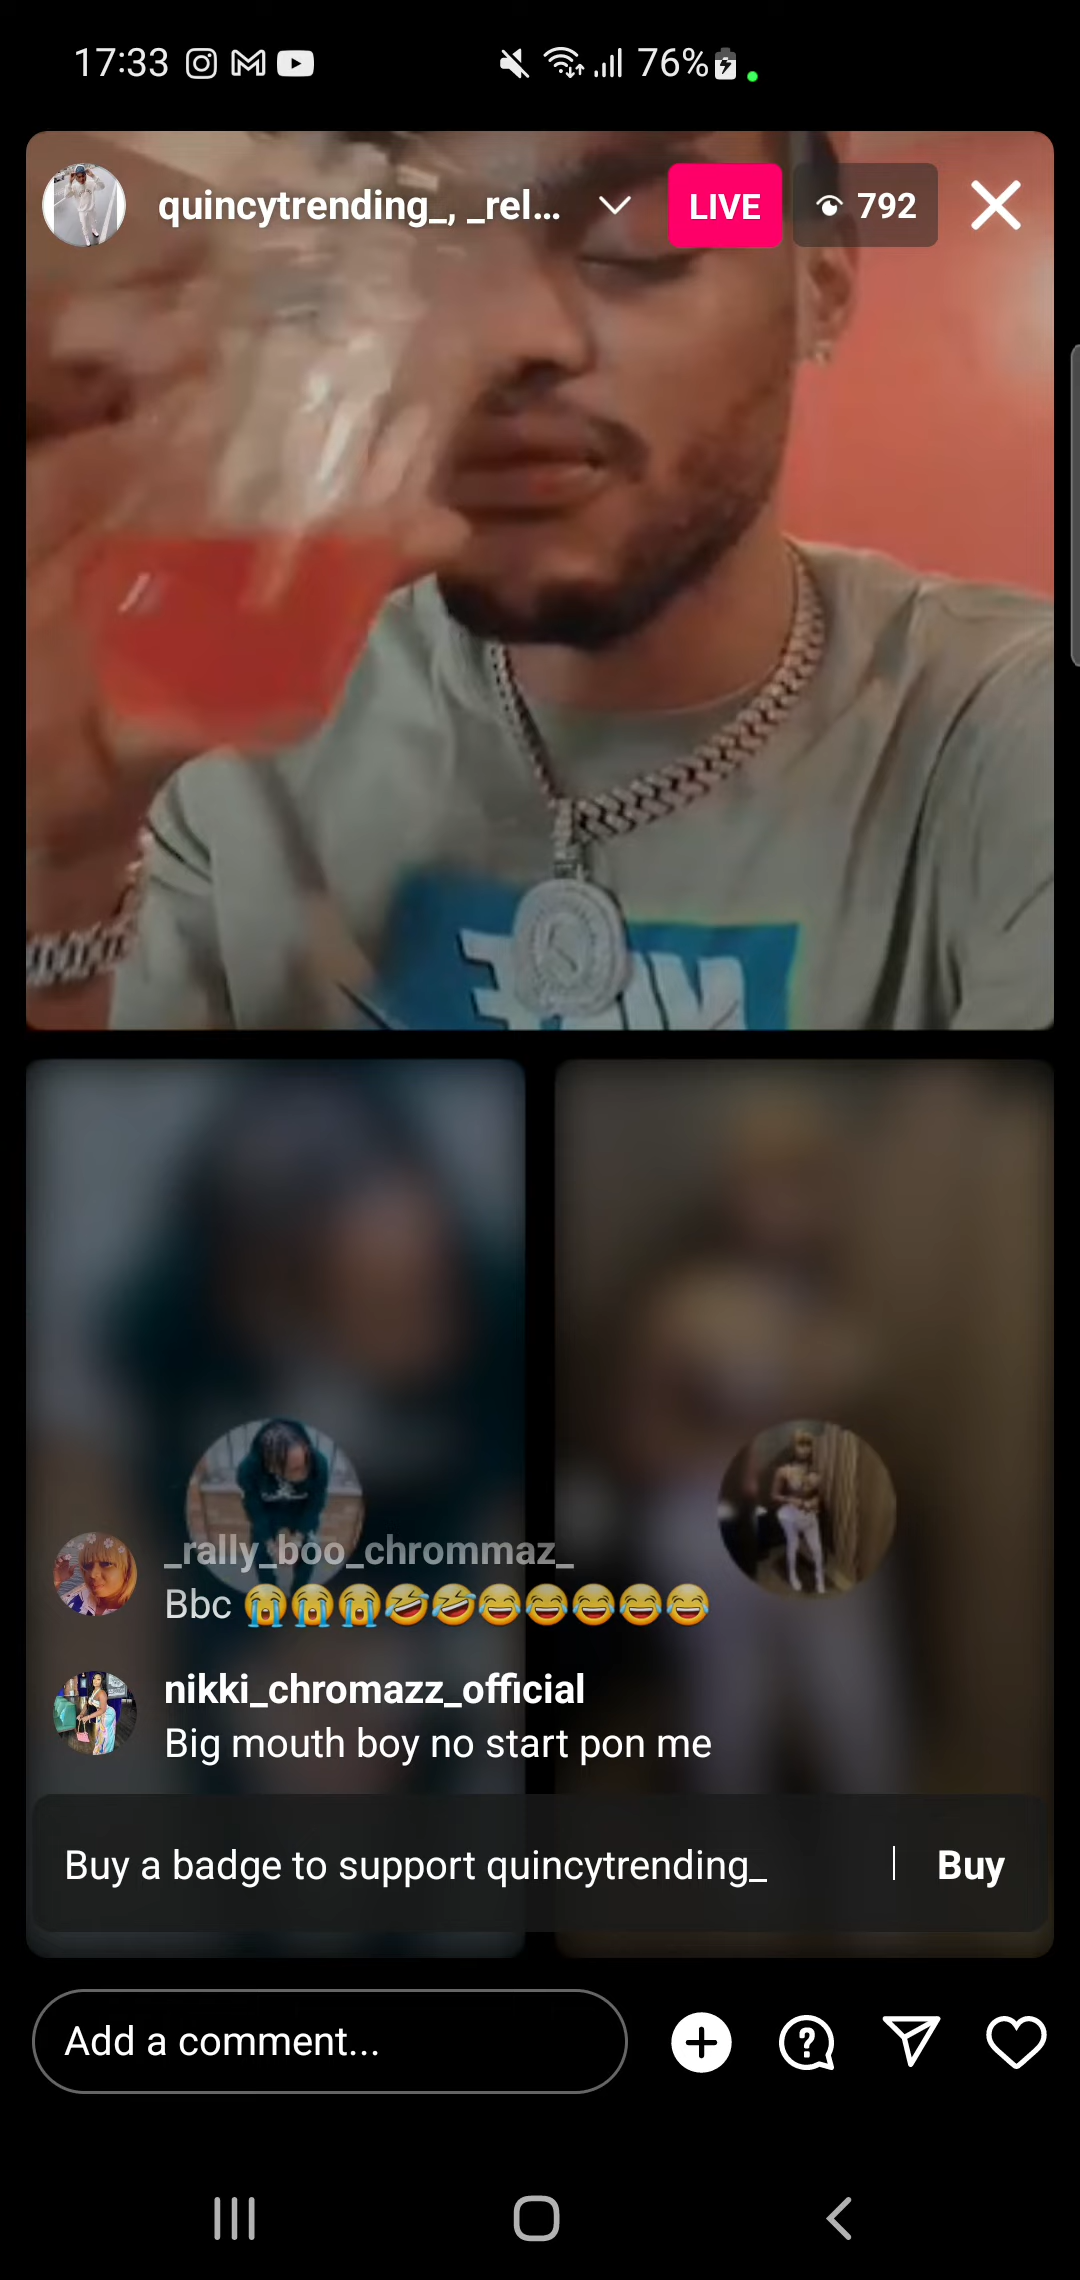 17:33
76%
quincytrending_, _rel...
LIVE
792
_rally_boo_chrommaz_
Bbc 😭😭😭🤣🤣😂😂😂😂😂
nikki_chromazz_official
Big mouth boy no start pon me
Buy a badge to support quincytrending_
Buy
Add a comment...